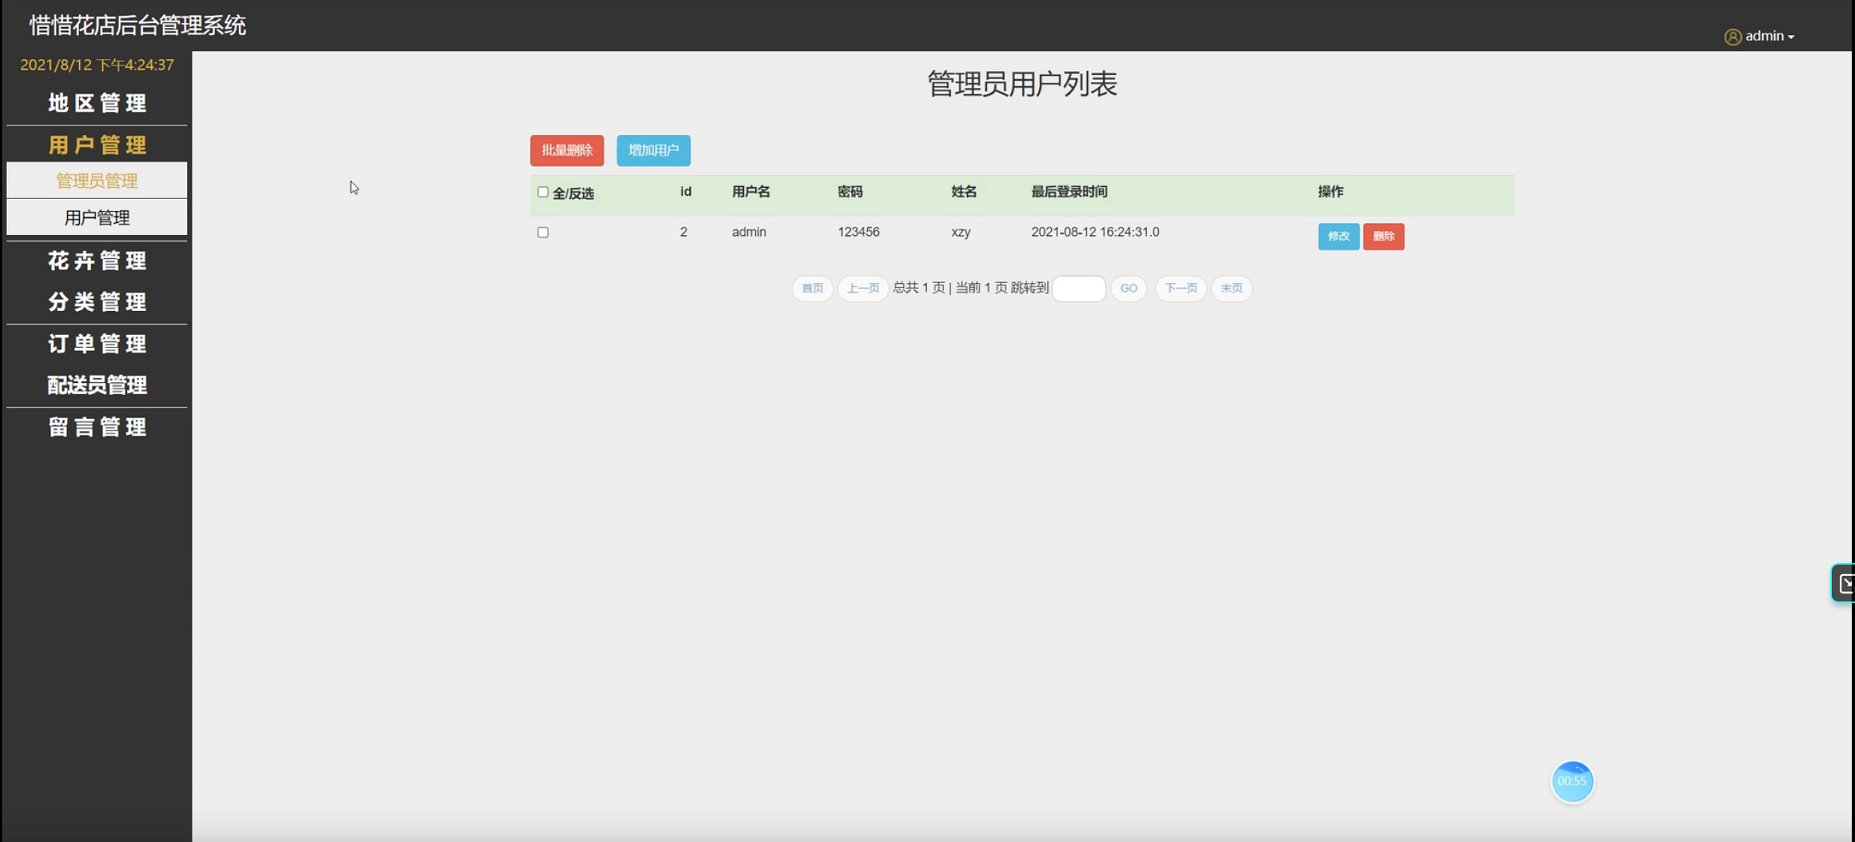 惜惜花店后台管理系统
admin
2021/8/12 下午4:24:37
地 区 管 理
用 户 管 理
管理员管理
用户管理
花 卉 管 理
分 类 管 理
订 单 管 理
配送员管理
留 言 管 理
管理员用户列表
批量删除 增加用户
全/反选 id 用户名 密码 姓名 最后登录时间 操作
2 admin 123456 xzy 2021-08-12 16:24:31.0 修改 删除
首页 上一页 总共 1 页 | 当前 1 页 跳转到 GO 下一页 末页
00:55